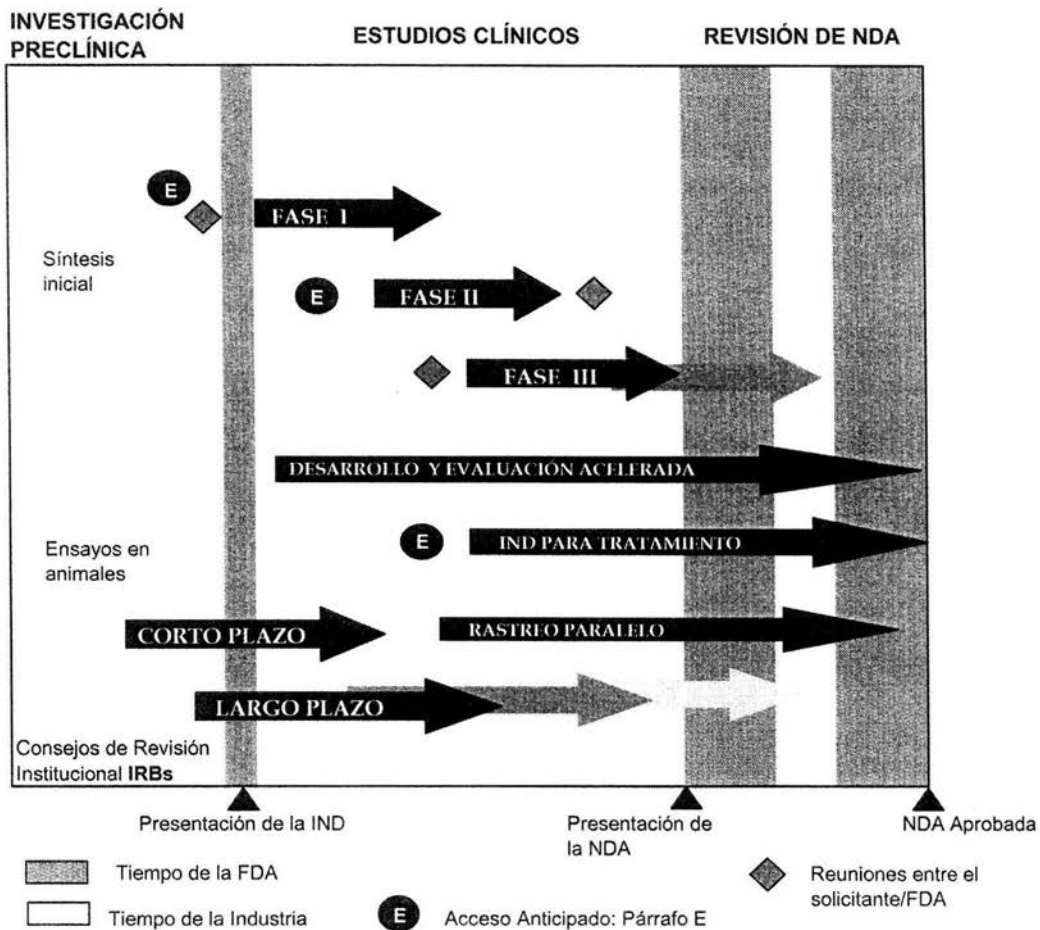 INVESTIGACIÓN
PRECLÍNICA
ESTUDIOS CLÍNICOS
REVISIÓN DE NDA
E
FASE I
Síntesis
inicial
E
FASE II
FASE III
DESARROLLO Y EVALUACIÓN ACELERADA
Ensayos en
animales
E
IND PARA TRATAMIENTO
CORTO PLAZO
RASTREO PARALELO
LARGO PLAZO
Consejos de Revisión
Institucional IRBs
Presentación de la IND
Presentación de
la NDA
NDA Aprobada
Tiempo de la FDA
Reuniones entre el
solicitante/FDA
Tiempo de la Industria
E
Acceso Anticipado: Párrafo E